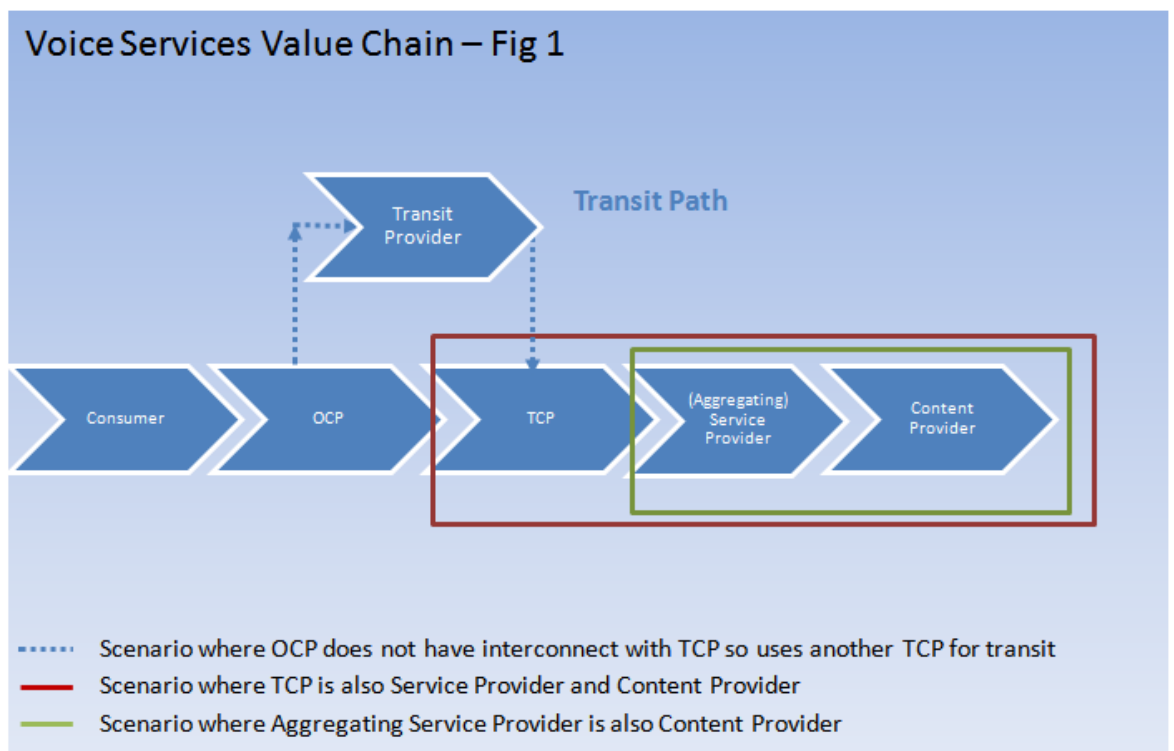 Voice Services Value Chain – Fig 1
Transit
Provider
Transit Path
Consumer
OCP
TCP
(Aggregating)
Service
Provider
Content
Provider
Scenario where OCP does not have interconnect with TCP so uses another TCP for transit
Scenario where TCP is also Service Provider and Content Provider
Scenario where Aggregating Service Provider is also Content Provider